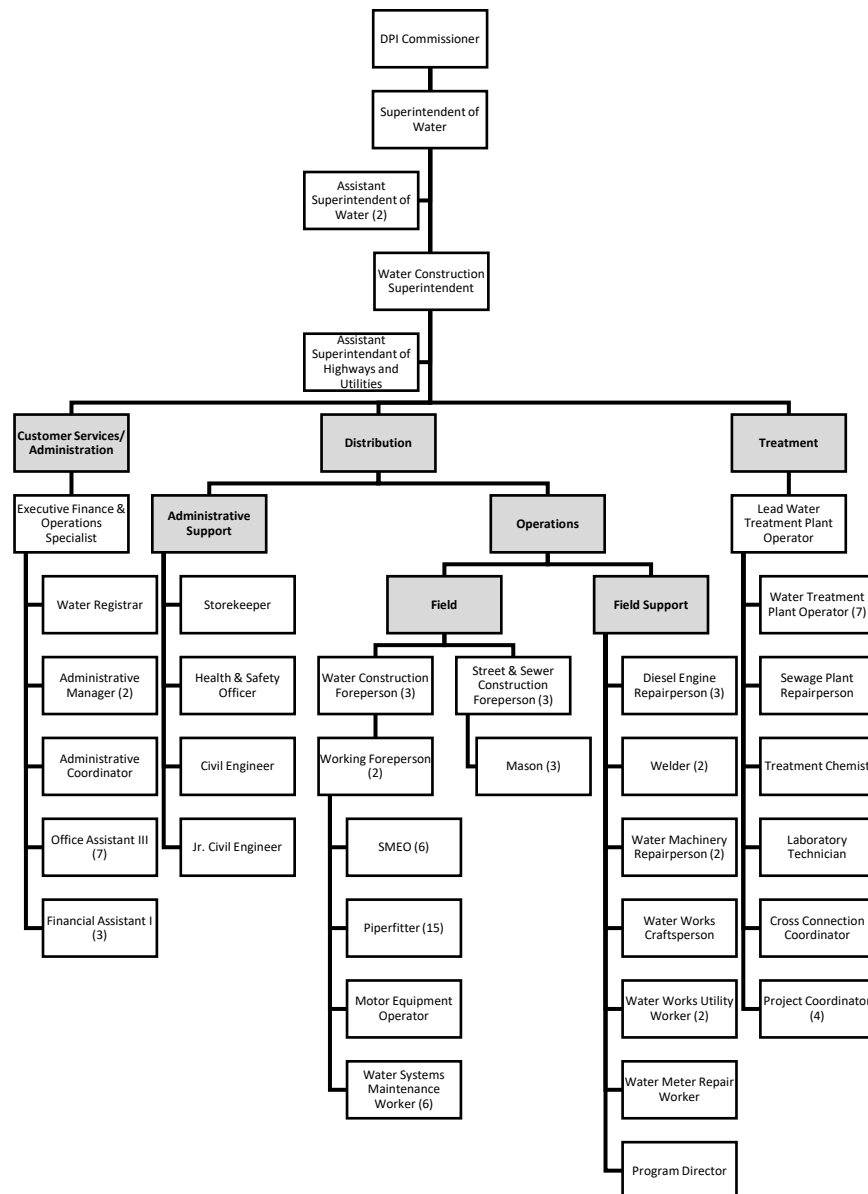 DPI Commissioner
Superintendent of
Water
Assistant
Superintendent of
Water (2)
Water Construction
Superintendent
Assistant
Superintendant of
Highways and
Utilities
Customer Services/
Administration
Distribution
Treatment
Executive Finance &
Operations
Specialist
Administrative
Support
Operations
Lead Water
Treatment Plant
Operator
Water Registrar
Administrative
Manager (2)
Administrative
Coordinator
Office Assistant III
(7)
Financial Assistant I
(3)
Storekeeper
Health & Safety
Officer
Civil Engineer
Jr. Civil Engineer
Field
Field Support
Water Construction
Foreperson (3)
Working Foreperson
(2)
SMEO (6)
Piperfitter (15)
Motor Equipment
Operator
Water Systems
Maintenance
Worker (6)
Street & Sewer
Construction
Foreperson (3)
Mason (3)
Diesel Engine
Repairperson (3)
Welder (2)
Water Machinery
Repairperson (2)
Water Works
Craftsperson
Water Works Utility
Worker (2)
Water Meter Repair
Worker
Program Director
Water Treatment
Plant Operator (7)
Sewage Plant
Repairperson
Treatment Chemist
Laboratory
Technician
Cross Connection
Coordinator
Project Coordinator
(4)